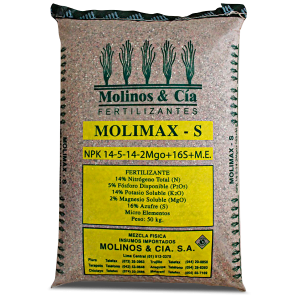 Molinos & Cía
FERTILIZANTES
MOLIMAX - S
NPK 14-5-14-2Mgo+16S+M.E.
FERTILIZANTE
14% Nitrógeno Total (N)
5% Fósforo Disponible (P2O5)
14% Potasio Soluble (K2O)
2% Magnesio Soluble (MgO)
16% Azufre (S)
Micro Elementos
Peso: 50 kg.
MEZCLA FISICA
INSUMOS IMPORTADOS
MOLINOS & CIA, S.A.
MOLIMAX